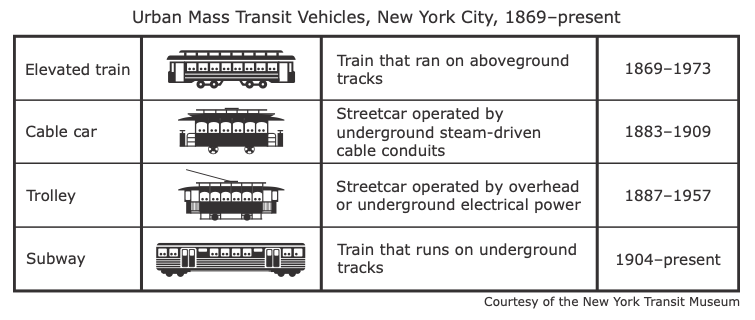 Urban Mass Transit Vehicles, New York City, 1869–present
Elevated train
Train that ran on aboveground
tracks
1869–1973
Cable car
Streetcar operated by
underground steam-driven
cable conduits
1883–1909
Trolley
Streetcar operated by overhead
or underground electrical power
1887–1957
Subway
Train that runs on underground
tracks
1904–present
Courtesy of the New York Transit Museum